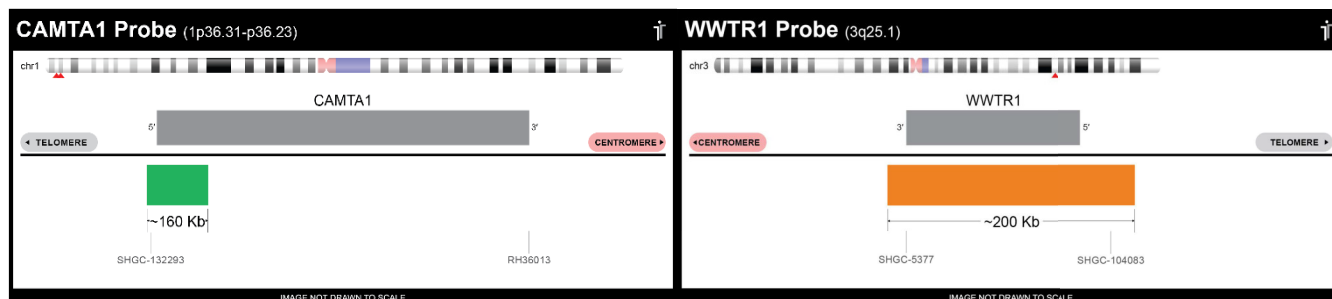 CAMTA1 Probe (1p36.31-p36.23)
chr1
CAMTA1
5'
3'
TELOMERE
CENTROMERE
~160 Kb
SHGC-132293
RH36013
IMAGE NOT DRAWN TO SCALE
WWTR1 Probe (3q25.1)
chr3
WWTR1
3'
5'
CENTROMERE
TELOMERE
~200 Kb
SHGC-5377
SHGC-104083
IMAGE NOT DRAWN TO SCALE